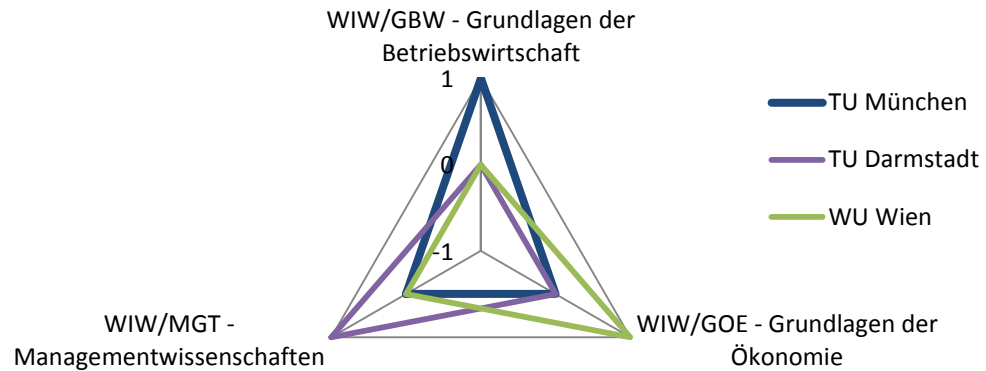 WIW/GBW - Grundlagen der
Betriebswirtschaft
1
0
-1
TU München
TU Darmstadt
WU Wien
WIW/MGT -
Managementwissenschaften
WIW/GOE - Grundlagen der
Ökonomie